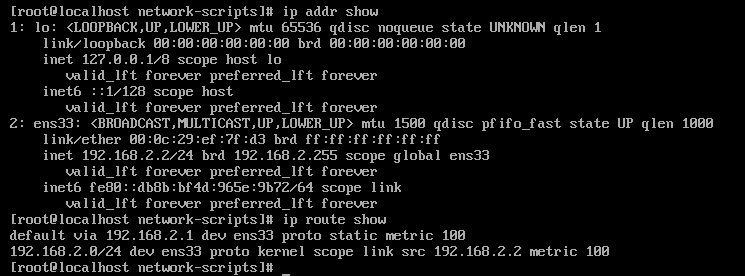 [root@localhost network-scripts]# ip addr show
1: lo: <LOOPBACK,UP,LOWER_UP> mtu 65536 qdisc noqueue state UNKNOWN qlen 1
    link/loopback 00:00:00:00:00:00 brd 00:00:00:00:00:00
    inet 127.0.0.1/8 scope host lo
       valid_lft forever preferred_lft forever
    inet6 ::1/128 scope host
       valid_lft forever preferred_lft forever
2: ens33: <BROADCAST,MULTICAST,UP,LOWER_UP> mtu 1500 qdisc pfifo_fast state UP qlen 1000
    link/ether 00:0c:29:ef:7f:d3 brd ff:ff:ff:ff:ff:ff
    inet 192.168.2.2/24 brd 192.168.2.255 scope global ens33
       valid_lft forever preferred_lft forever
    inet6 fe80::db8b:bf4d:965e:9b72/64 scope link
       valid_lft forever preferred_lft forever
[root@localhost network-scripts]# ip route show
default via 192.168.2.1 dev ens33 proto static metric 100
192.168.2.0/24 dev ens33 proto kernel scope link src 192.168.2.2 metric 100
[root@localhost network-scripts]#